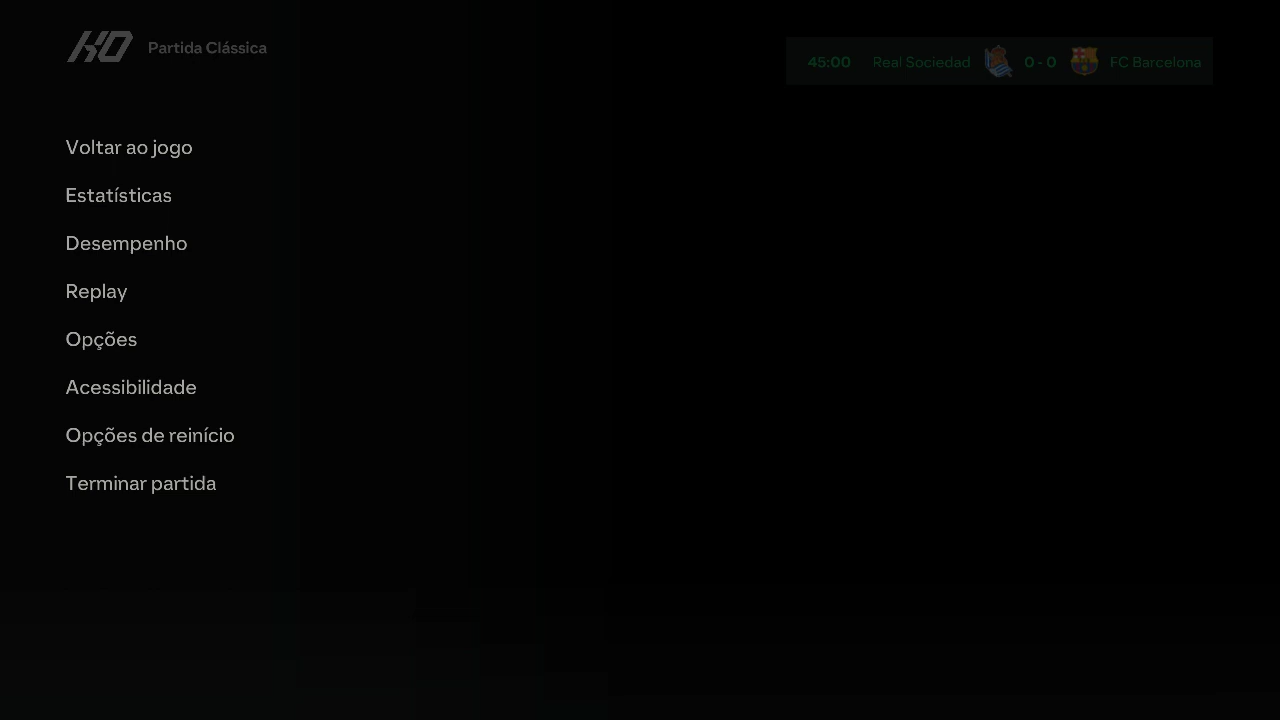 KO Partida Clássica
45:00 Real Sociedad 0 - 0 FC Barcelona
Voltar ao jogo
Estatísticas
Desempenho
Replay
Opções
Acessibilidade
Opções de reinício
Terminar partida